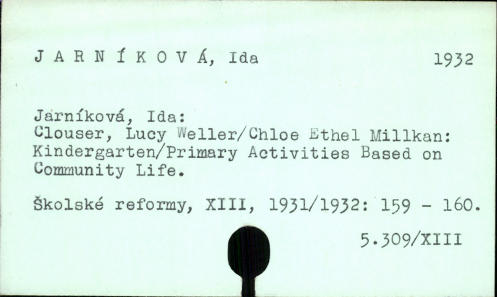 J A R N Í K O V Á, Ida 1932
Jarníková, Ida:
Clouser, Lucy Weller/Chloe Ethel Millkan:
Kindergarten/Primary Activities Based on
Community Life.
Školské reformy, XIII, 1931/1932: 159 - 160.
5.309/XIII